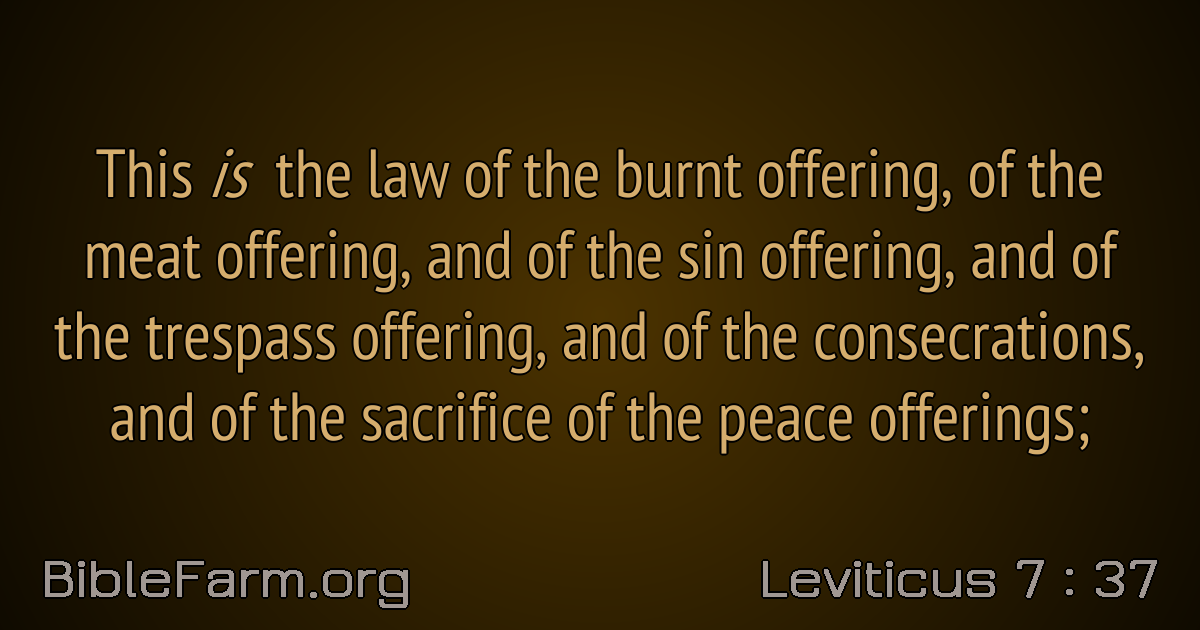 This is the law of the burnt offering, of the
meat offering, and of the sin offering, and of
the trespass offering, and of the consecrations,
and of the sacrifice of the peace offerings;
BibleFarm.org
Leviticus 7 : 37